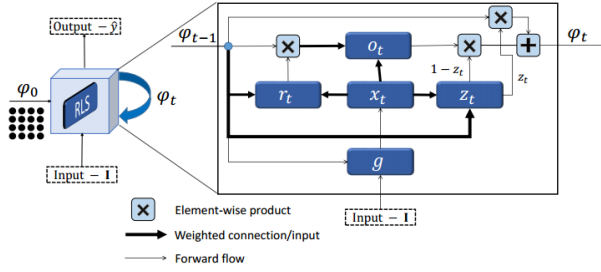 Output − ŷ
φ₀
RLS
φₜ
Input − I
φₜ₋₁
oₜ
φₜ
1 − zₜ
zₜ
rₜ
xₜ
zₜ
g
Input − I
Element-wise product
Weighted connection/input
Forward flow